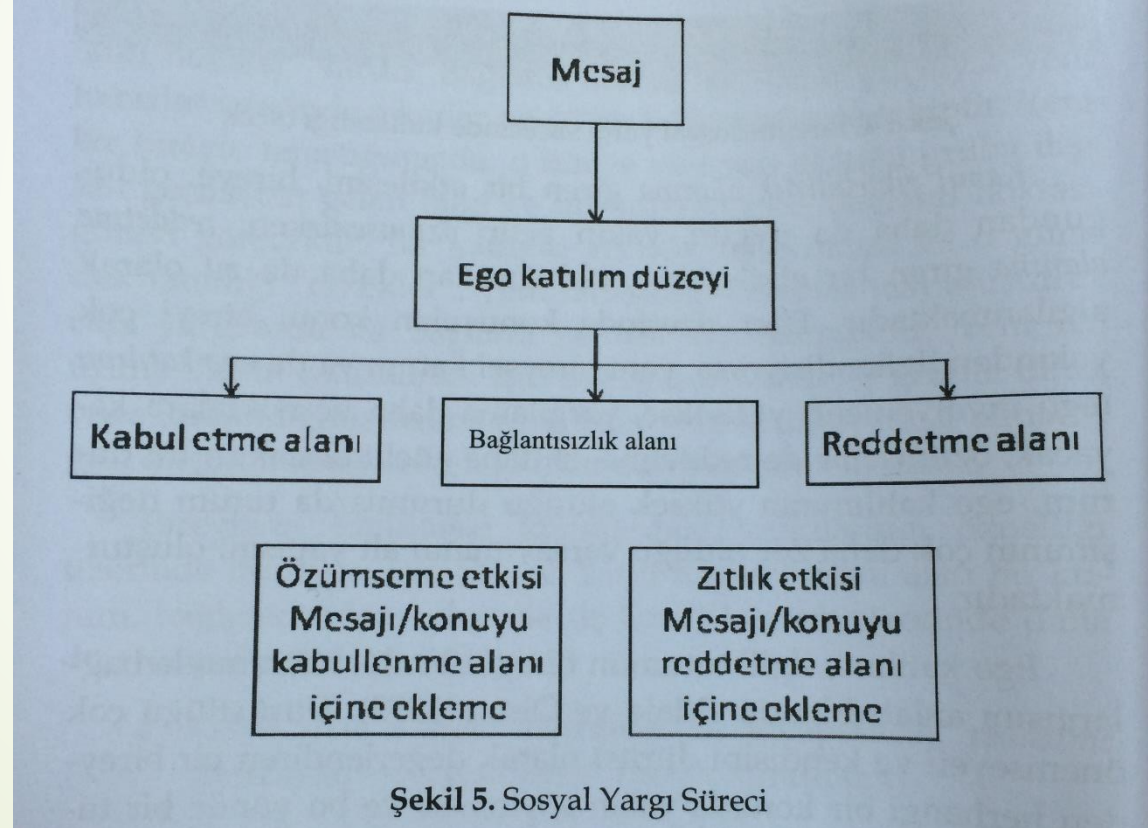 Mesaj
Ego katılım düzeyi
Kabul etme alanı
Bağlantısızlık alanı
Reddetme alanı
Özümseme etkisi
Mesajı/konuyu
kabullenme alanı
içine ekleme
Zıtlık etkisi
Mesajı/konuyu
reddetme alanı
içine ekleme
Şekil 5. Sosyal Yargı Süreci